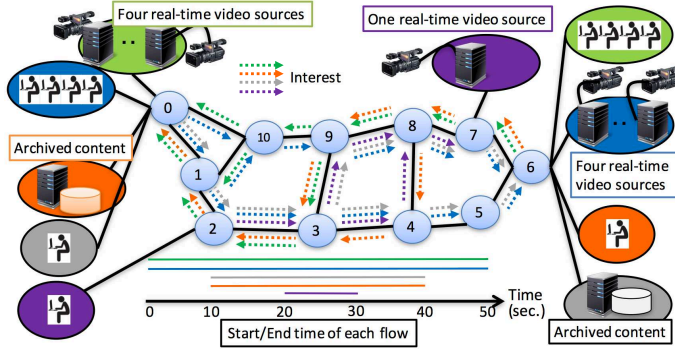 Four real-time video sources
One real-time video source
Interest
0
10
9
8
7
Archived content
1
6
Four real-time
video sources
2
3
4
5
Time
(sec.)
0
10
20
30
40
50
Start/End time of each flow
Archived content